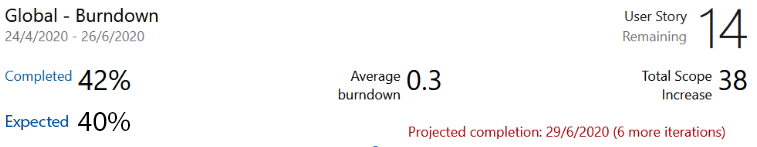 Global - Burndown
24/4/2020 - 26/6/2020
User Story
Remaining
14
Completed 42%
Average
burndown
0.3
Total Scope
Increase
38
Expected 40%
Projected completion: 29/6/2020 (6 more iterations)